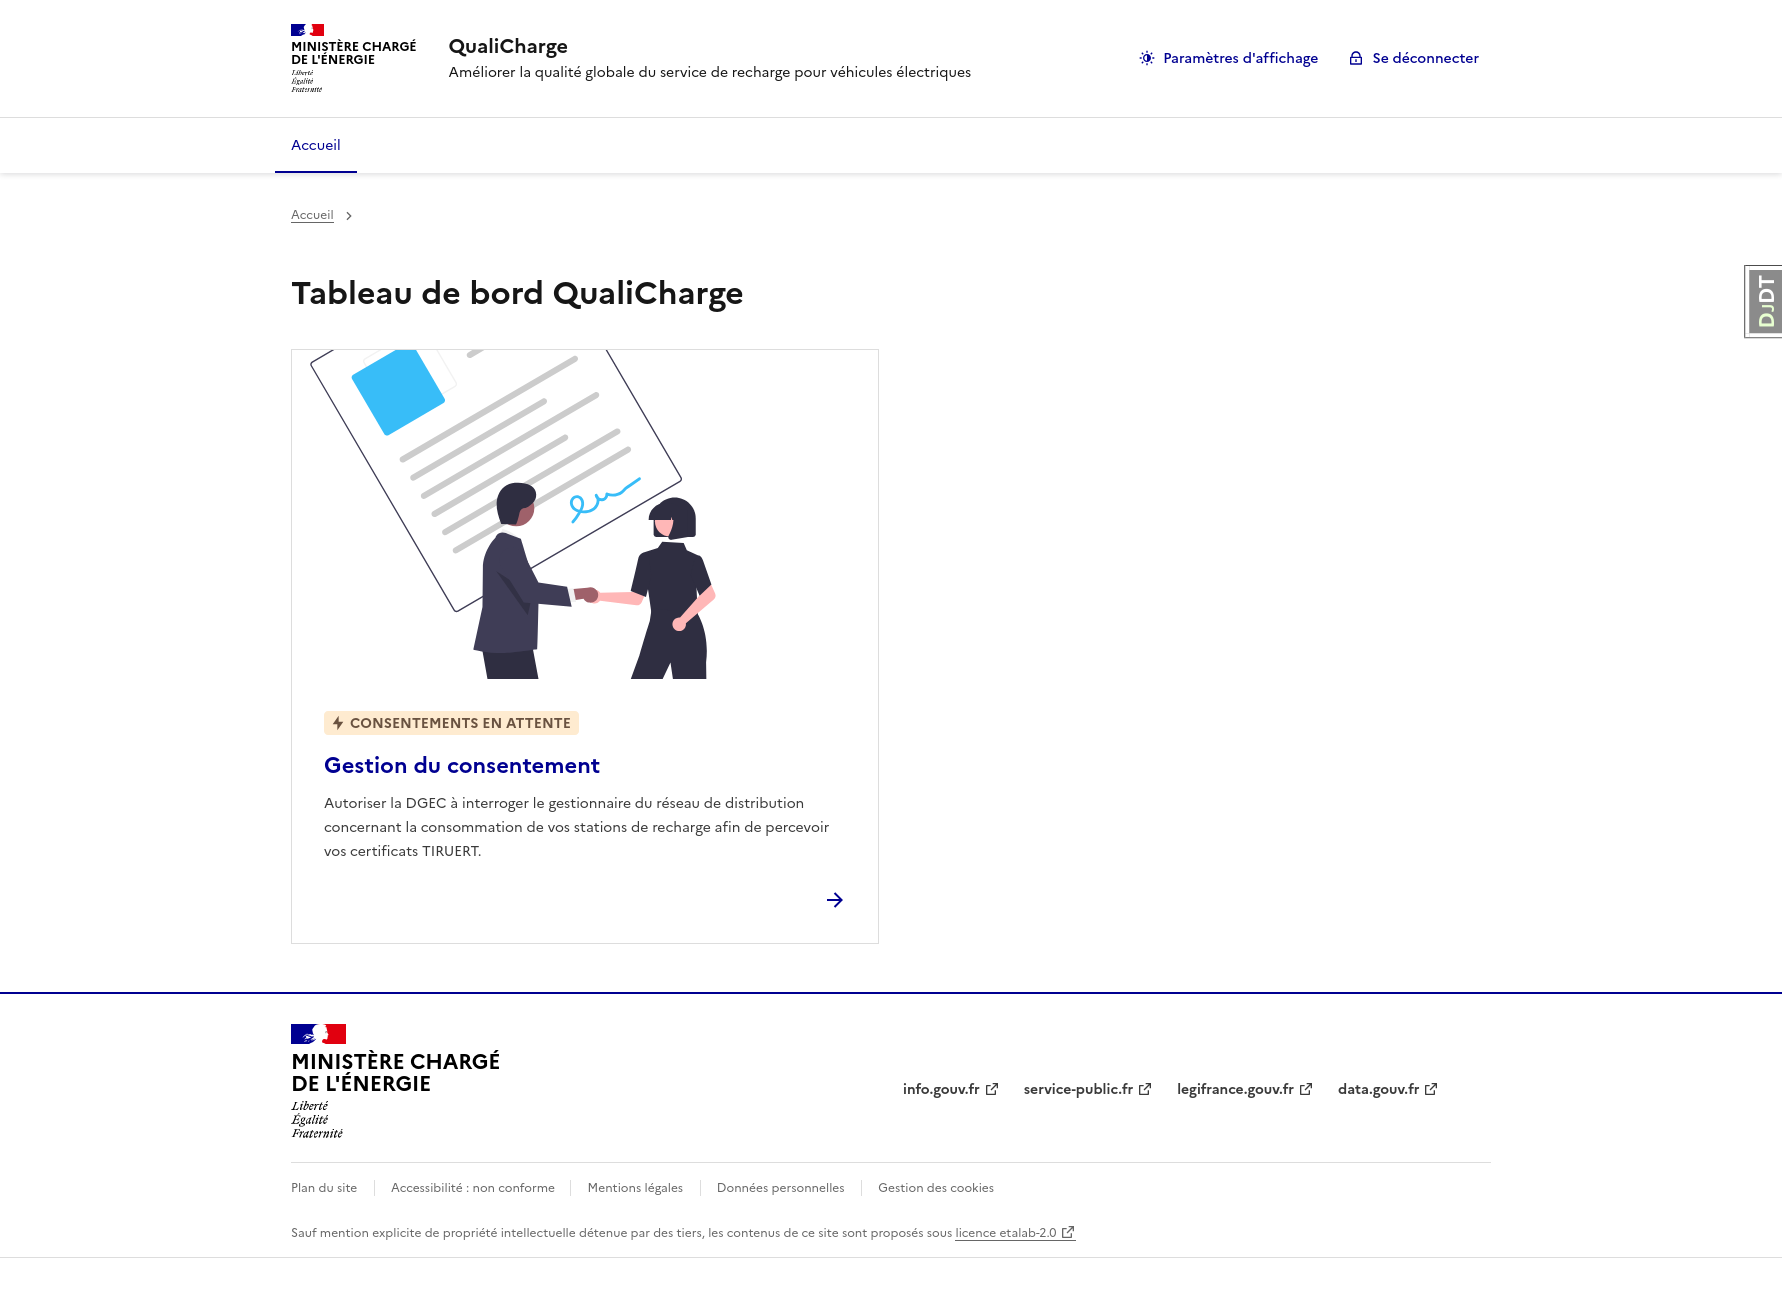 MINISTÈRE CHARGÉ
DE L'ÉNERGIE
Liberté
Égalité
Fraternité
QualiCharge
Améliorer la qualité globale du service de recharge pour véhicules électriques
Paramètres d'affichage
Se déconnecter
Accueil
Accueil
Tableau de bord QualiCharge
DJDT
CONSENTEMENTS EN ATTENTE
Gestion du consentement
Autoriser la DGEC à interroger le gestionnaire du réseau de distribution
concernant la consommation de vos stations de recharge afin de percevoir
vos certificats TIRUERT.
MINISTÈRE CHARGÉ
DE L'ÉNERGIE
Liberté
Égalité
Fraternité
info.gouv.fr service-public.fr legifrance.gouv.fr data.gouv.fr
Plan du site Accessibilité : non conforme Mentions légales Données personnelles Gestion des cookies
Sauf mention explicite de propriété intellectuelle détenue par des tiers, les contenus de ce site sont proposés sous licence etalab-2.0